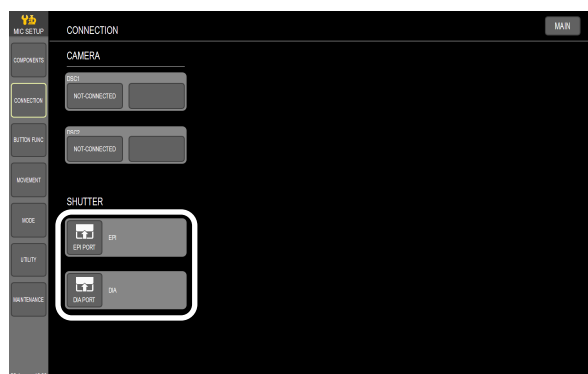 MIC SETUP
CONNECTION
MAIN
COMPONENTS
CONNECTION
BUTTON FUNC
MOVEMENT
MODE
UTILITY
MAINTENANCE
CAMERA
DSC1
NOT-CONNECTED
DSC2
NOT-CONNECTED
SHUTTER
EPI PORT
EPI
DIA PORT
DIA